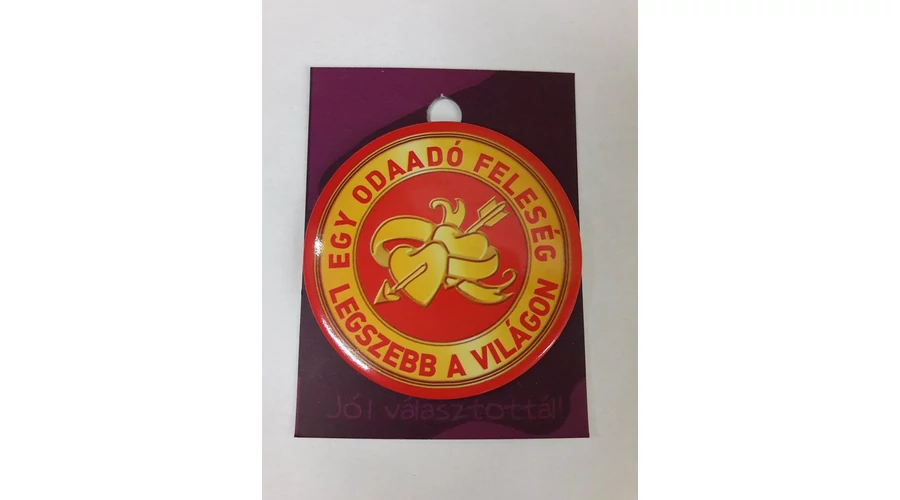 EGY ODAADÓ FELESÉG
LEGSZEBB A VILÁGON
Jól választottál!